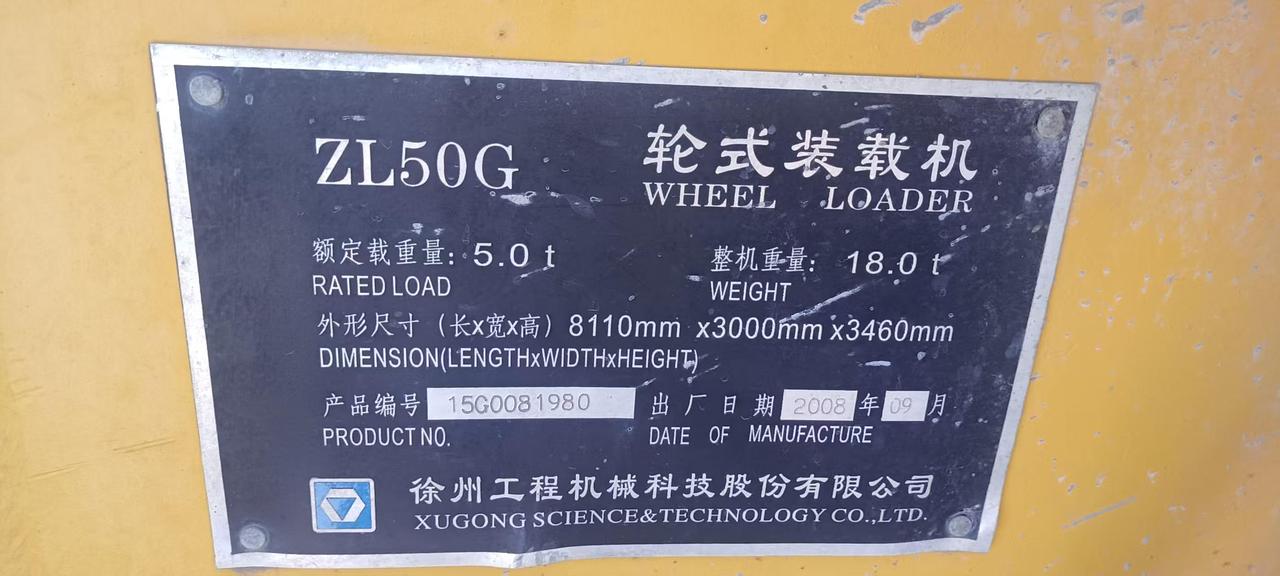 ZL50G 轮式装载机
WHEEL LOADER
额定载重量: 5.0 t 整机重量: 18.0 t
RATED LOAD WEIGHT
外形尺寸（长x宽x高）8110mm x3000mm x3460mm
DIMENSION(LENGTHxWIDTHxHEIGHT)
产品编号 15G0081980 出厂日期 2008 年 09 月
PRODUCT NO. DATE OF MANUFACTURE
徐州工程机械科技股份有限公司
XUGONG SCIENCE&TECHNOLOGY CO.,LTD.